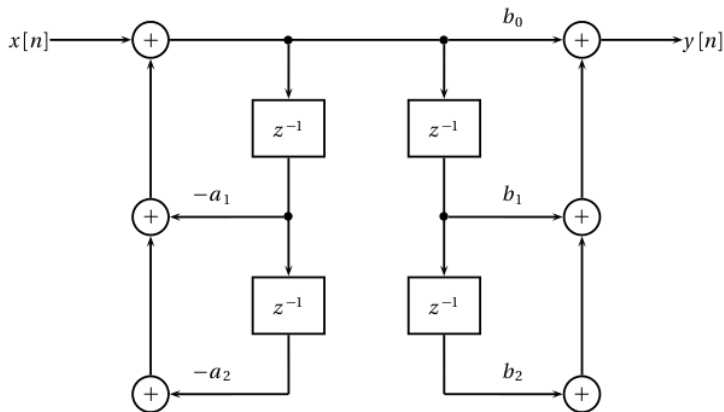 x[n] + b₀ + y[n]
z⁻¹ z⁻¹
+ −a₁ b₁ +
z⁻¹ z⁻¹
+ −a₂ b₂ +